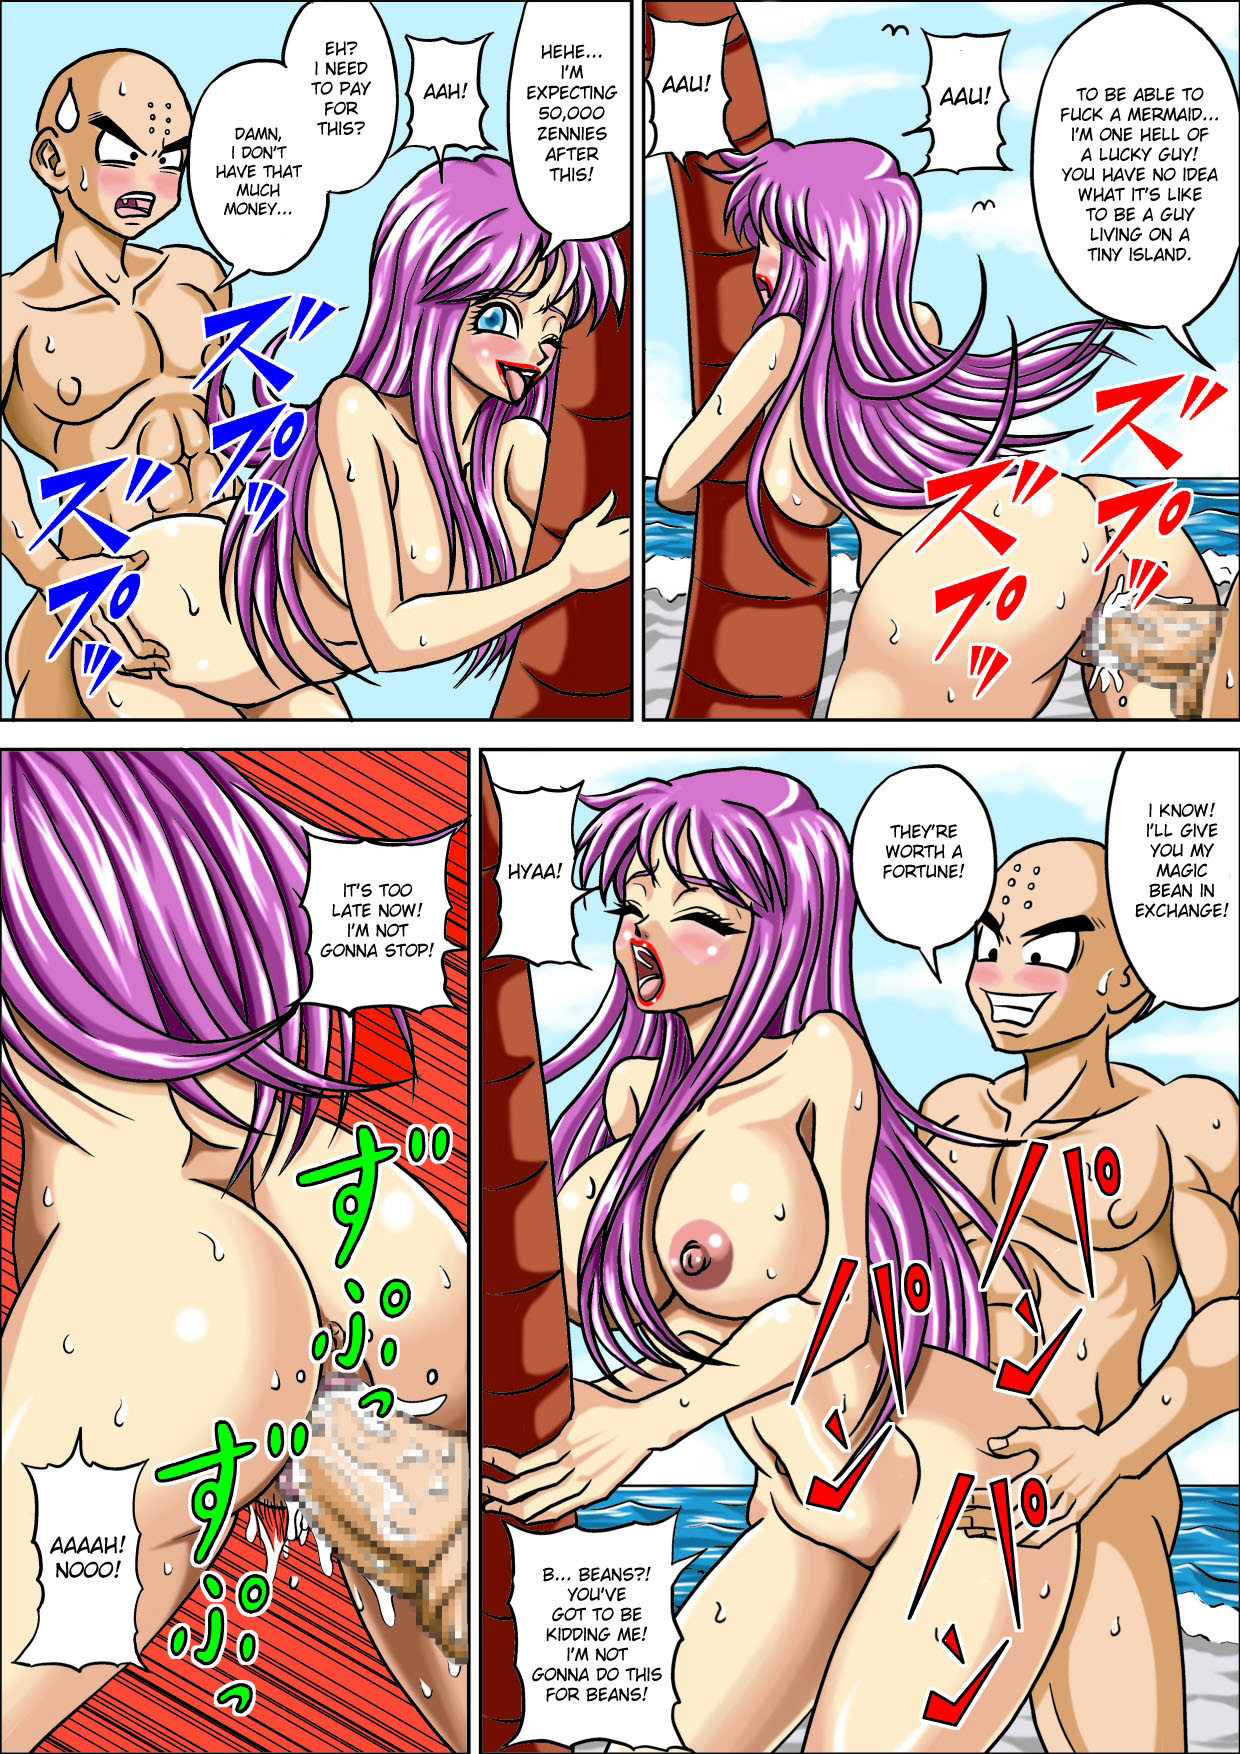 TO BE ABLE TO
FUCK A MERMAID...
I'M ONE HELL OF
A LUCKY GUY!
YOU HAVE NO IDEA
WHAT IT'S LIKE
TO BE A GUY
LIVING ON A
TINY ISLAND.
AAU!
AAU!
ズプッ
ズプッ
HEHE...
I'M
EXPECTING
50,000
ZENNIES
AFTER
THIS!
AAH!
EH?
I NEED
TO PAY
FOR
THIS?
DAMN,
I DON'T
HAVE THAT
MUCH
MONEY...
ズプッ
ズプッ
I KNOW!
I'LL GIVE
YOU MY
MAGIC
BEAN IN
EXCHANGE!
THEY'RE
WORTH A
FORTUNE!
HYAA!
パン
パン
パン
B... BEANS?!
YOU'VE
GOT TO BE
KIDDING ME!
I'M NOT
GONNA DO THIS
FOR BEANS!
IT'S TOO
LATE NOW!
I'M NOT
GONNA STOP!
ずぷっ
ずぷっ
AAAAH!
NOOO!